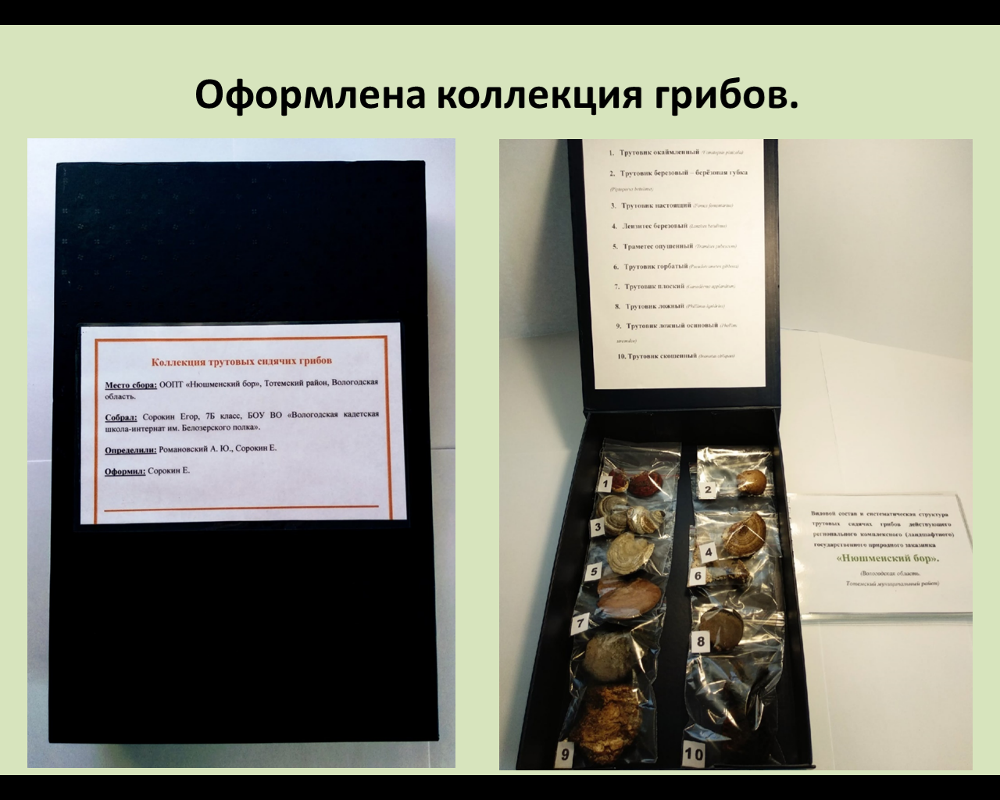 Оформлена коллекция грибов.
Коллекция трутовых сидячих грибов
Место сбора: ООПТ «Нюшменский бор», Тотемский район, Вологодская
область.
Собрал: Сорокин Егор, 7Б класс, БОУ ВО «Вологодская кадетская
школа-интернат им. Белозерского полка».
Определили: Романовский А. Ю., Сорокин Е.
Оформил: Сорокин Е.
1. Трутовик окаймленный
2. Трутовик березовый – берёзовая губка
3. Трутовик настоящий
4. Лензитес березовый
5. Траметес опушенный
6. Трутовик горбатый
7. Трутовик плоский
8. Трутовик ложный
9. Трутовик ложный осиновый
10. Трутовик скошенный
1
2
3
4
5
6
7
8
9
10
Видовой состав и систематическая структура
трутовых сидячих грибов действующего
регионального комплексного (ландшафтного)
государственного природного заказника
«Нюшменский бор».
(Вологодская область,
Тотемский муниципальный район)